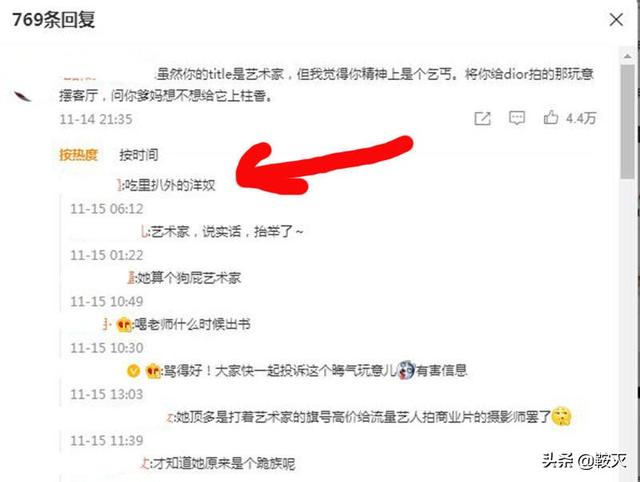 769条回复
虽然你的title是艺术家，但我觉得你精神上是个乞丐。将你给dior拍的那玩意
摆客厅，问你爹妈想不想给它上柱香。
11-14 21:35
4.4万
按热度 按时间
:吃里扒外的洋奴
11-15 06:12
:艺术家，说实话，抬举了～
11-15 01:22
:她算个狗屁艺术家
11-15 10:49
:喝老师什么时候出书
11-15 10:30
:骂得好！大家快一起投诉这个晦气玩意儿有害信息
11-15 13:03
:她顶多是打着艺术家的旗号高价给流量艺人拍商业片的摄影师罢了
11-15 11:39
:才知道她原来是个跪族呢
头条 @鞍灭